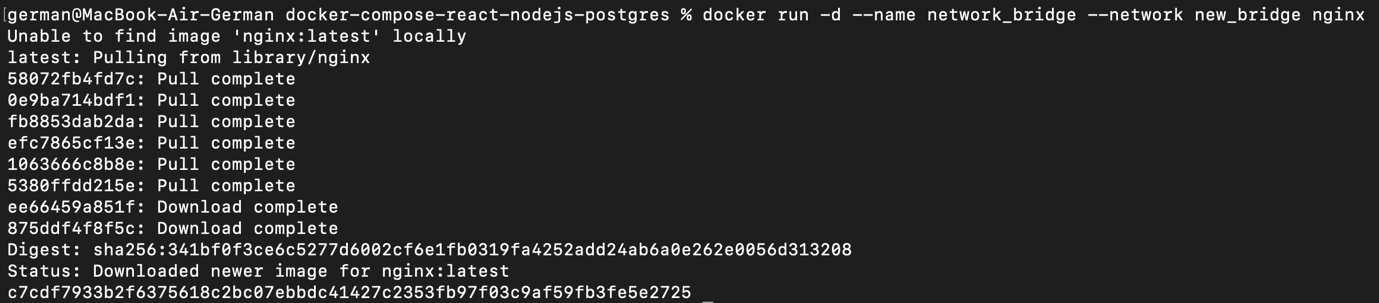 [german@MacBook-Air-German docker-compose-react-nodejs-postgres % docker run -d --name network_bridge --network new_bridge nginx
Unable to find image 'nginx:latest' locally
latest: Pulling from library/nginx
58072fb4fd7c: Pull complete
0e9ba714bdf1: Pull complete
fb8853dab2da: Pull complete
efc7865cf13e: Pull complete
1063666c8b8e: Pull complete
5380ffdd215e: Pull complete
ee66459a851f: Download complete
875ddf4f8f5c: Download complete
Digest: sha256:341bf0f3ce6c5277d6002cf6e1fb0319fa4252add24ab6a0e262e0056d313208
Status: Downloaded newer image for nginx:latest
c7cdf7933b2f6375618c2bc07ebbdc41427c2353fb97f03c9af59fb3fe5e2725